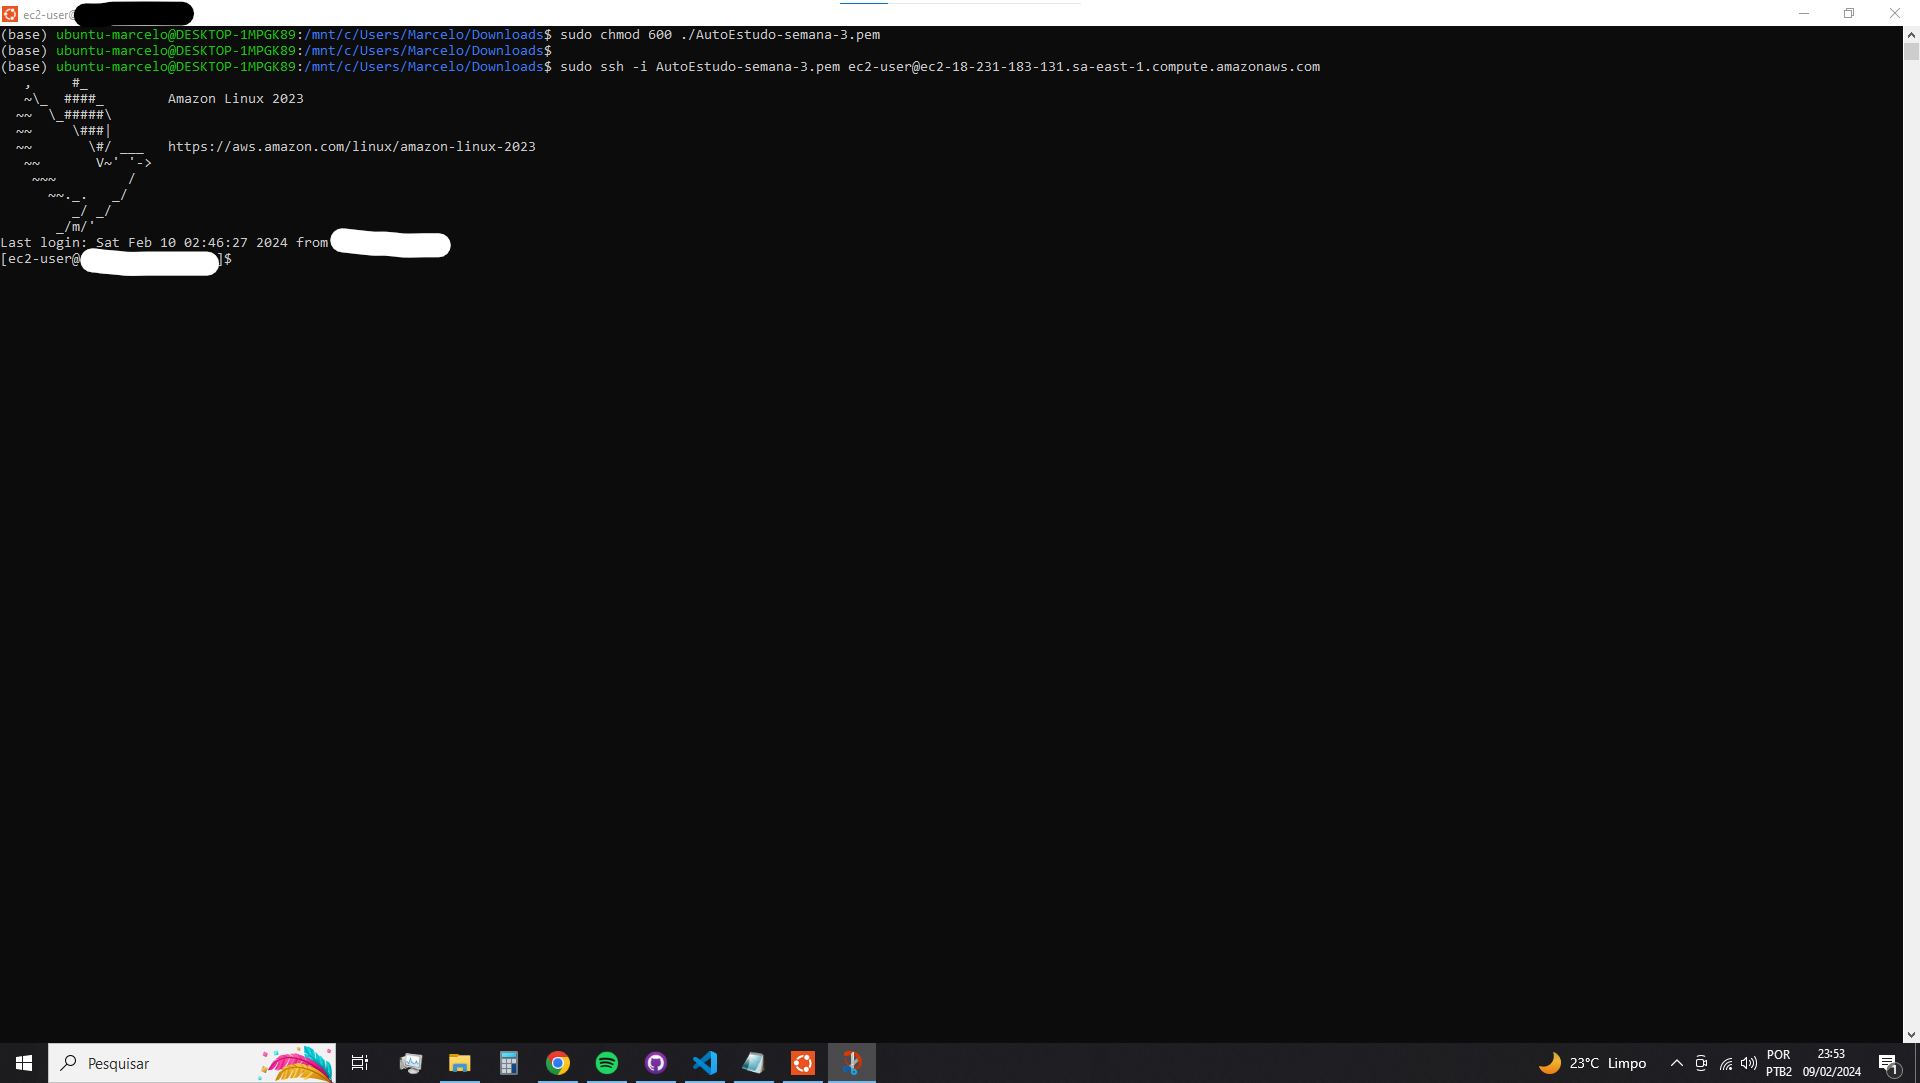 ec2-user@
(base) ubuntu-marcelo@DESKTOP-1MPGK89:/mnt/c/Users/Marcelo/Downloads$ sudo chmod 600 ./AutoEstudo-semana-3.pem
(base) ubuntu-marcelo@DESKTOP-1MPGK89:/mnt/c/Users/Marcelo/Downloads$
(base) ubuntu-marcelo@DESKTOP-1MPGK89:/mnt/c/Users/Marcelo/Downloads$ sudo ssh -i AutoEstudo-semana-3.pem ec2-user@ec2-18-231-183-131.sa-east-1.compute.amazonaws.com
   ,     #_
   ~\_  ####_        Amazon Linux 2023
  ~~  \_#####\
  ~~     \###|
  ~~       \#/ ___   https://aws.amazon.com/linux/amazon-linux-2023
   ~~       V~' '->
    ~~~         /
      ~~._.   _/
         _/ _/
       _/m/'
Last login: Sat Feb 10 02:46:27 2024 from
[ec2-user@ ]$
Pesquisar
23°C Limpo
POR
PTB2
23:53
09/02/2024
1